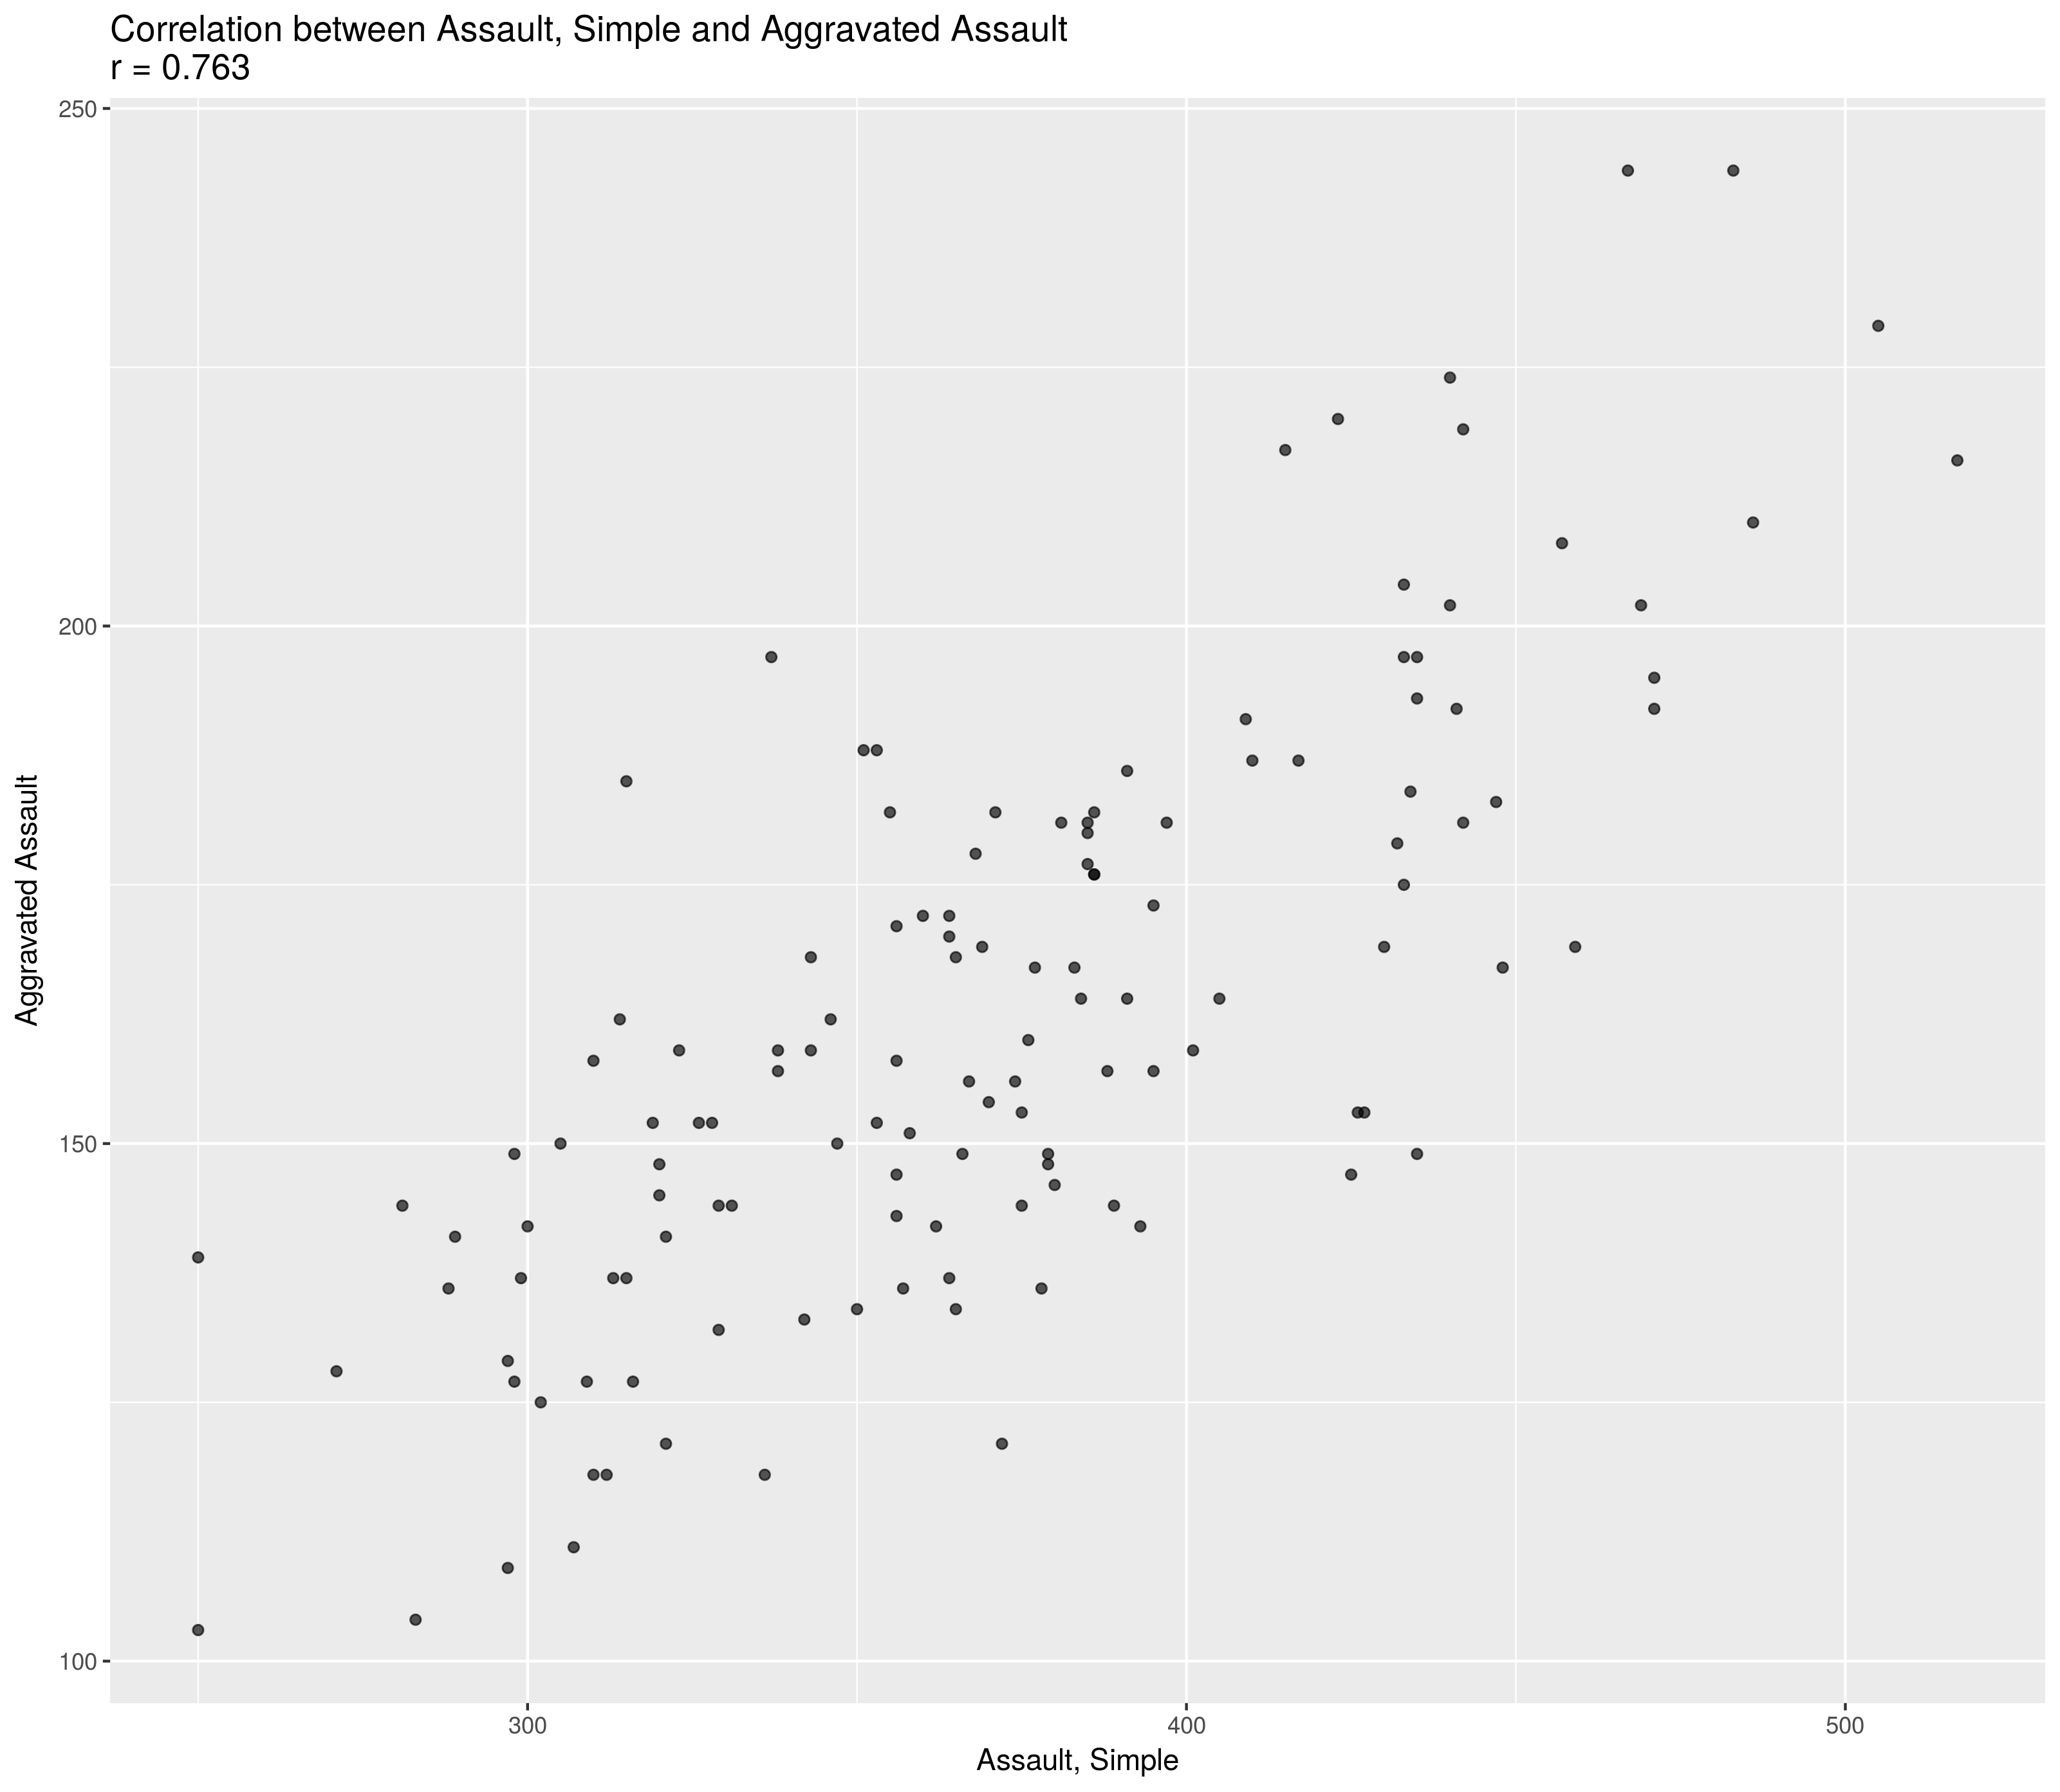 Correlation between Assault, Simple and Aggravated Assault
r = 0.763
250
200
150
100
Aggravated Assault
300
400
500
Assault, Simple